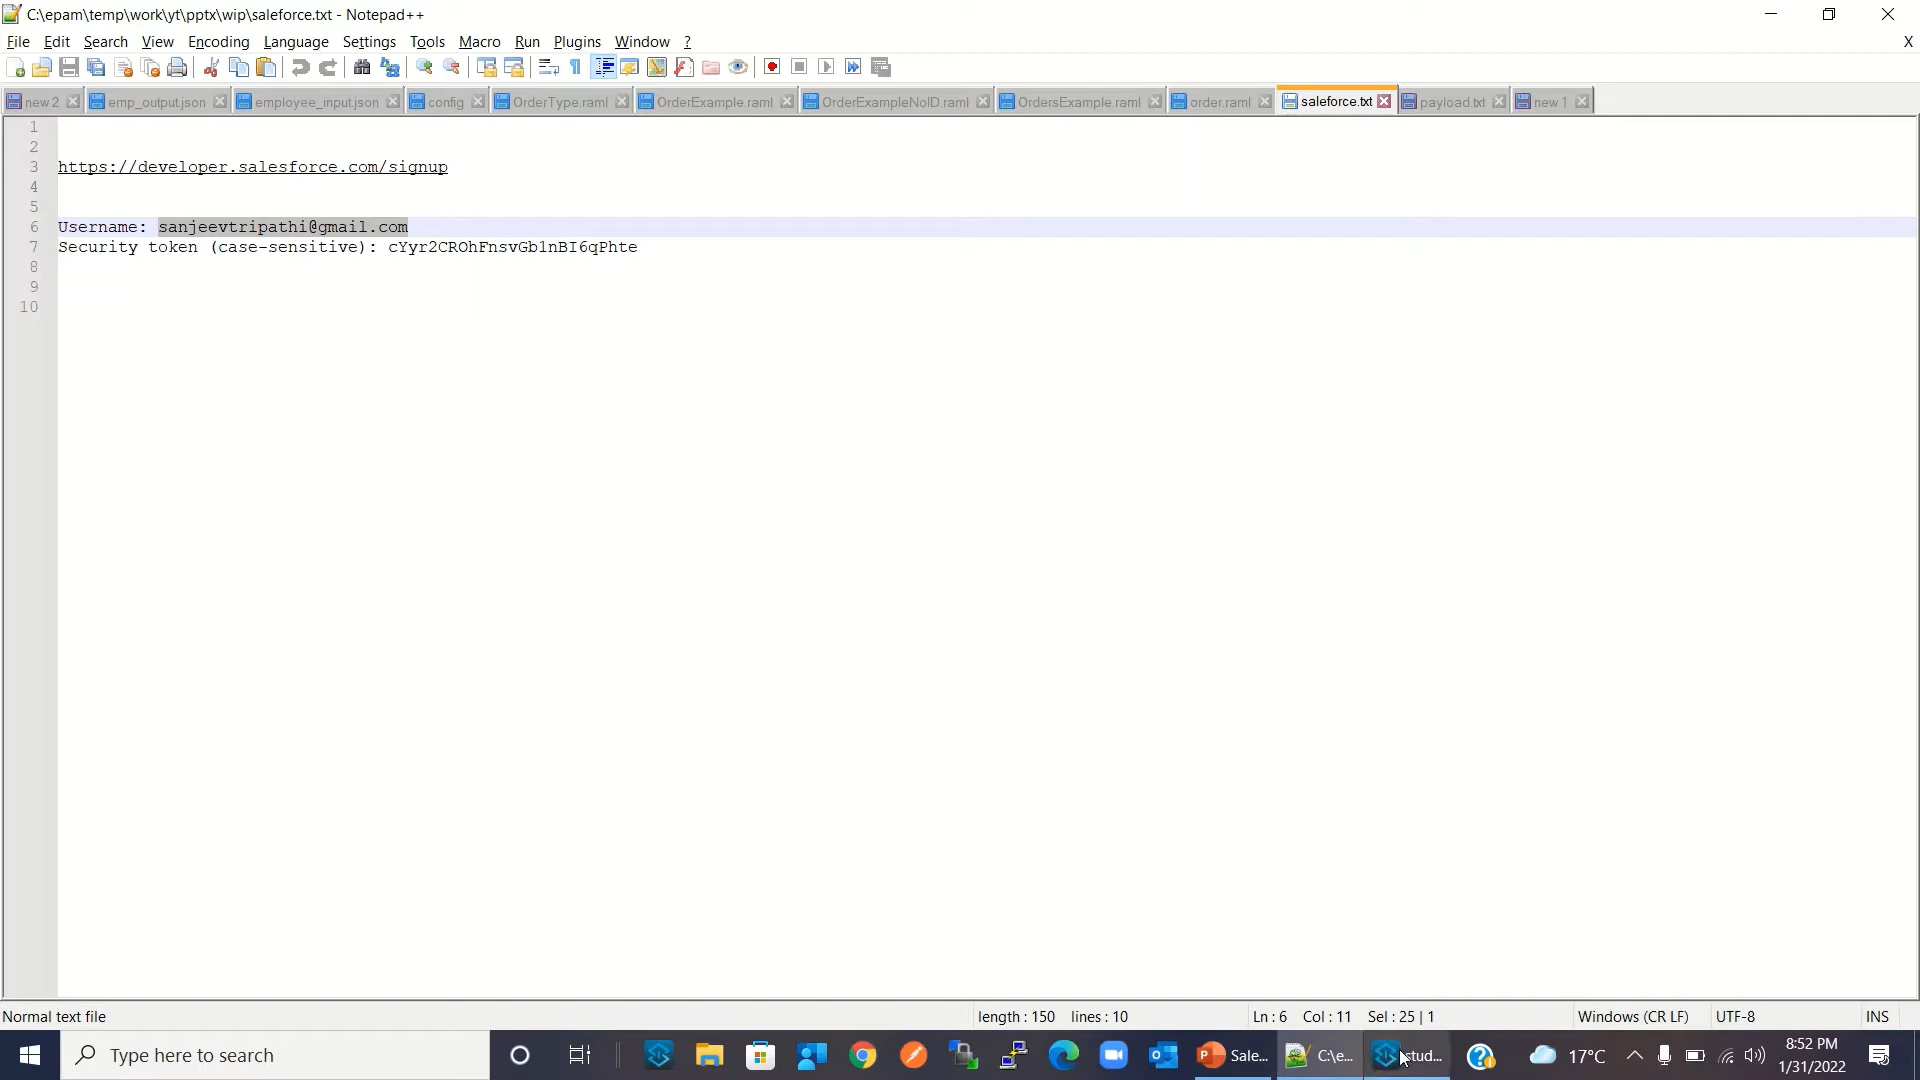 C:\epam\temp\work\yt\pptx\wip\saleforce.txt - Notepad++
File Edit Search View Encoding Language Settings Tools Macro Run Plugins Window ? X
new 2 emp_output.json employee_input.json config OrderType.raml OrderExample.raml OrderExampleNoID.raml OrdersExample.raml order.raml saleforce.txt payload.txt new 1
1
2
3 https://developer.salesforce.com/signup
4
5
6 Username: sanjeevtripathi@gmail.com
7 Security token (case-sensitive): cYyr2CROhFnsvGb1nBI6qPhte
8
9
10
Normal text file length : 150 lines : 10 Ln : 6 Col : 11 Sel : 25 | 1 Windows (CR LF) UTF-8 INS
Type here to search Sale... C:\e... stud... 17°C 8:52 PM
1/31/2022